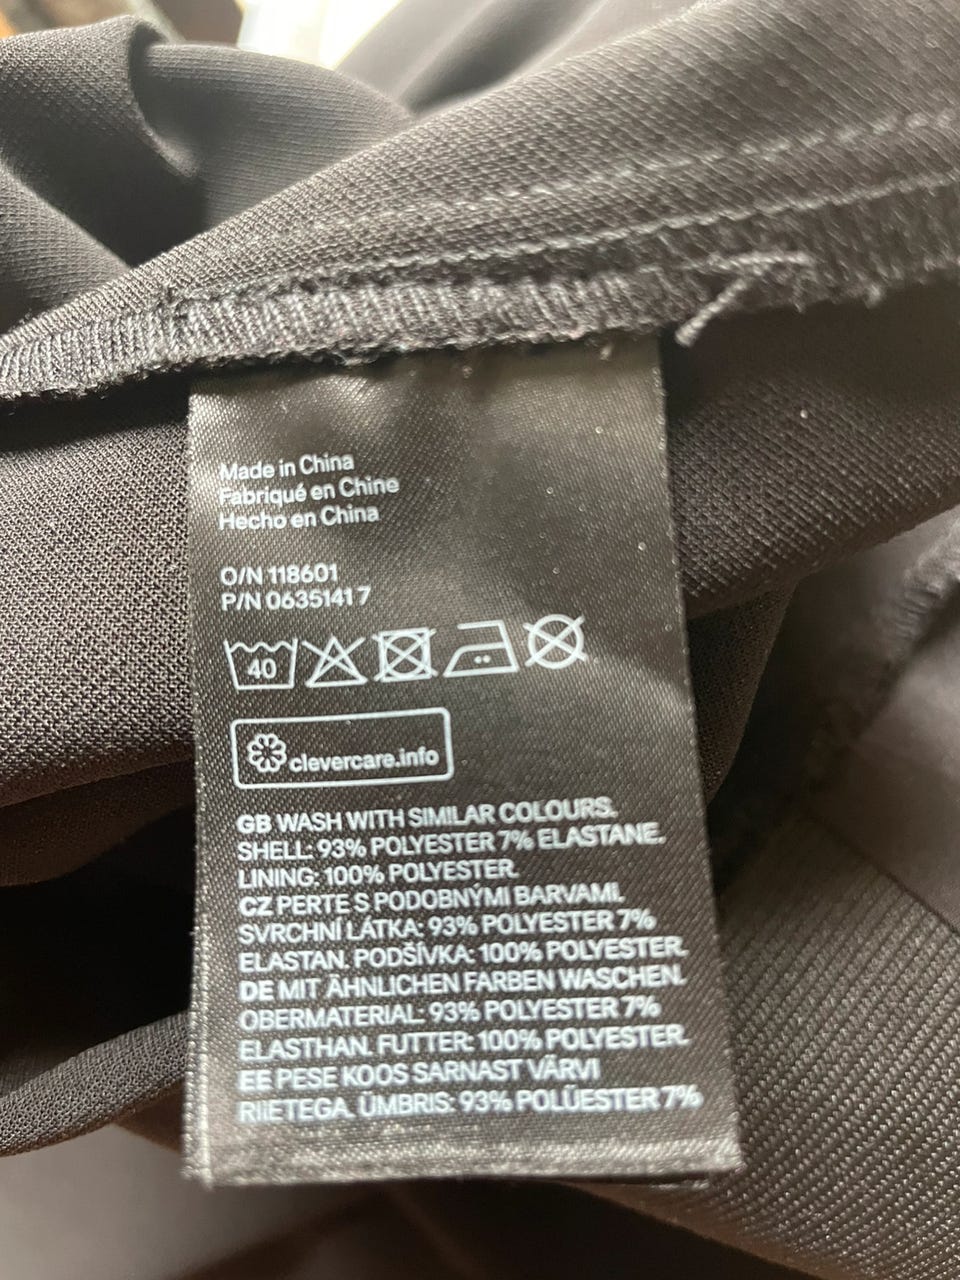 Made in China
Fabriqué en Chine
Hecho en China
O/N 118601
P/N 06351417
40
clevercare.info
GB WASH WITH SIMILAR COLOURS.
SHELL: 93% POLYESTER 7% ELASTANE.
LINING: 100% POLYESTER.
CZ PERTE S PODOBNÝMI BARVAMI.
SVRCHNÍ LÁTKA: 93% POLYESTER 7%
ELASTAN. PODŠÍVKA: 100% POLYESTER.
DE MIT ÄHNLICHEN FARBEN WASCHEN.
OBERMATERIAL: 93% POLYESTER 7%
ELASTHAN. FUTTER: 100% POLYESTER.
EE PESE KOOS SARNAST VÄRVI
RIIETEGA. ÜMBRIS: 93% POLÜESTER 7%